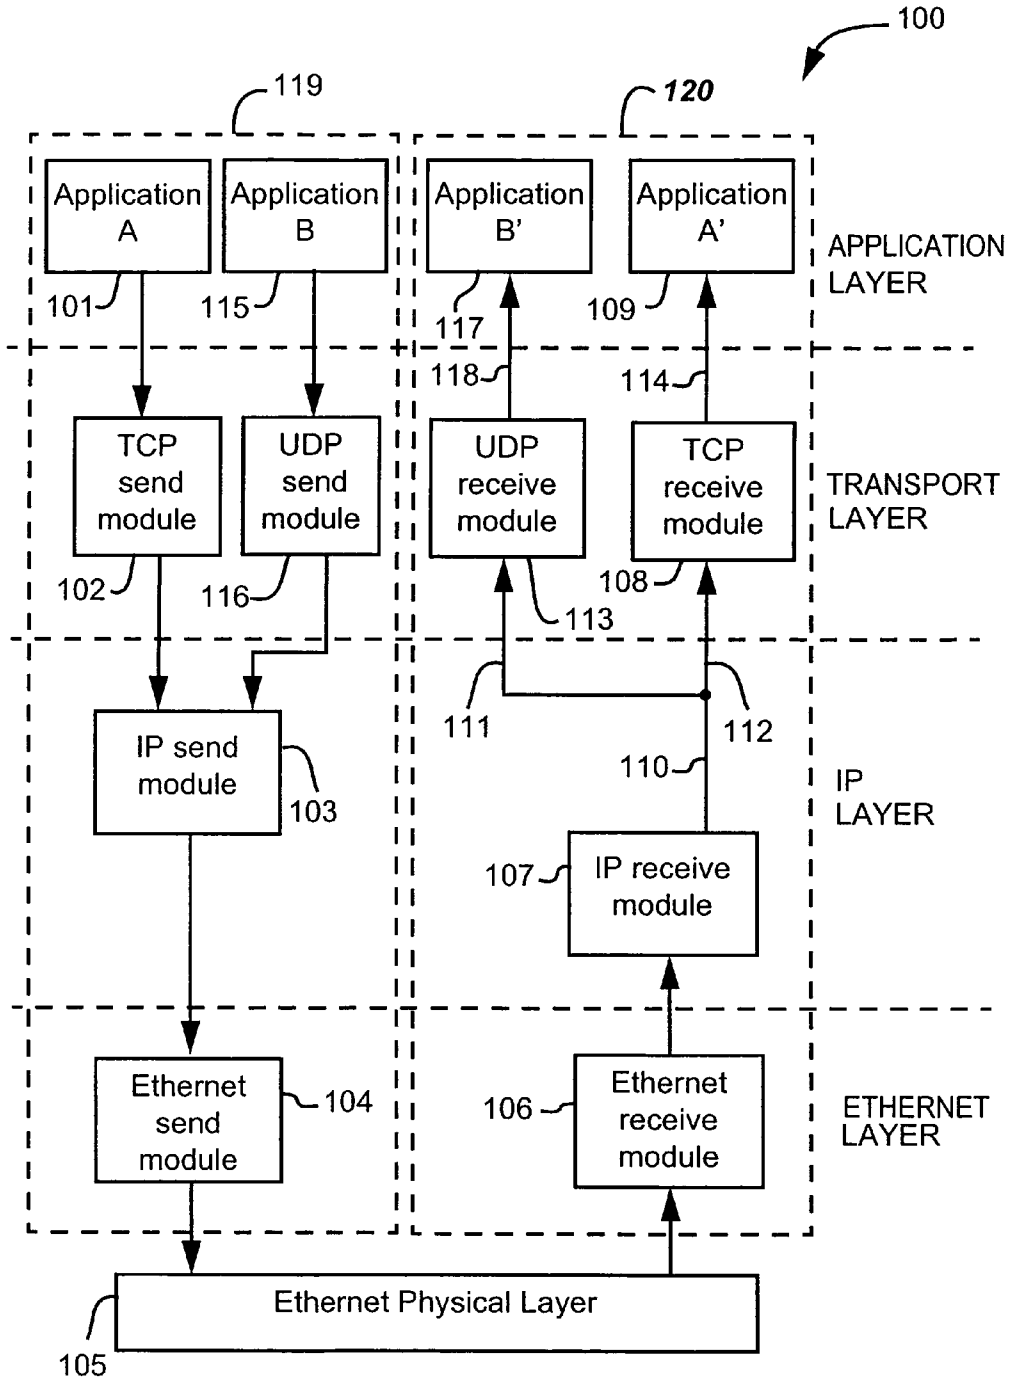 100
119
120
Application
A
Application
B
Application
B'
Application
A'
APPLICATION
LAYER
101
115
117
109
118
114
TCP
send
module
UDP
send
module
UDP
receive
module
TCP
receive
module
TRANSPORT
LAYER
102
116
113
108
111
112
110
IP send
module
103
IP
LAYER
107
IP receive
module
Ethernet
send
module
104
106
Ethernet
receive
module
ETHERNET
LAYER
Ethernet Physical Layer
105